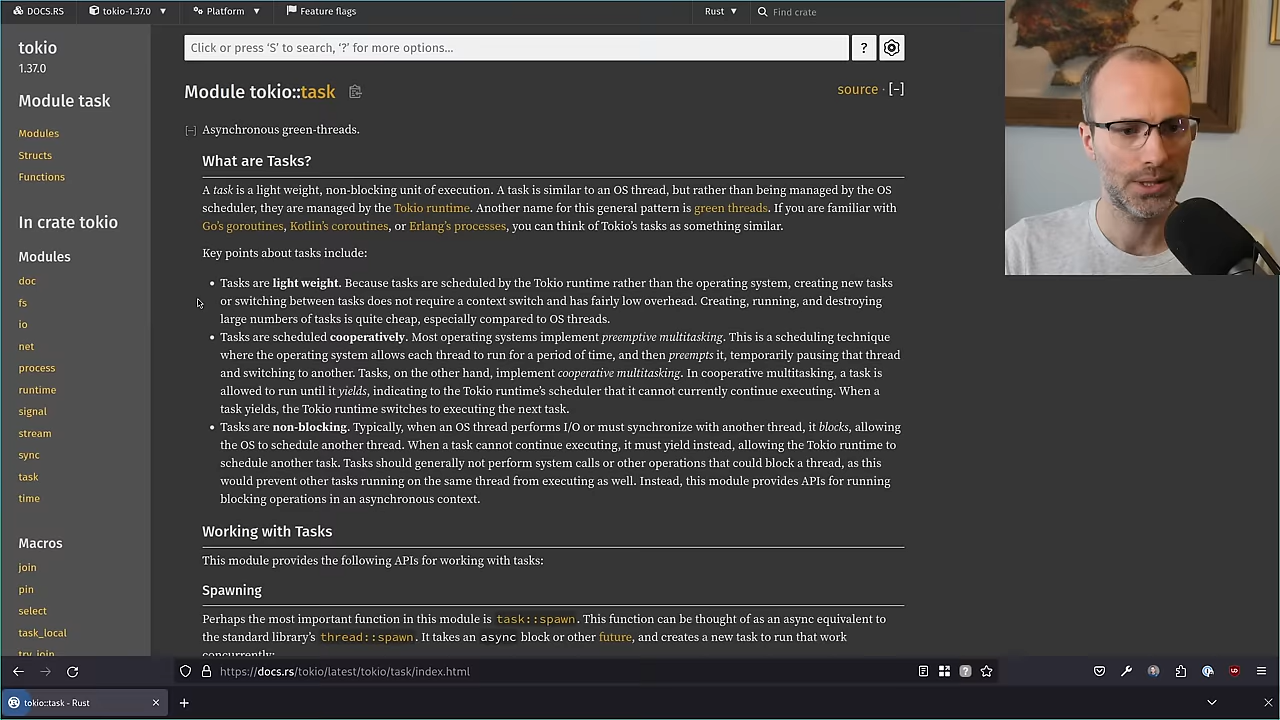 DOCS.RS tokio-1.37.0 ▼ Platform ▼ Feature flags Rust ▼ Find crate
tokio
1.37.0
Module task
Modules
Structs
Functions
In crate tokio
Modules
doc
fs
io
net
process
runtime
signal
stream
sync
task
time
Macros
join
pin
select
task_local
try_join
Click or press ‘S’ to search, ‘?’ for more options…
?
Module tokio::task
source · [−]
[−] Asynchronous green-threads.
What are Tasks?
A task is a light weight, non-blocking unit of execution. A task is similar to an OS thread, but rather than being managed by the OS
scheduler, they are managed by the Tokio runtime. Another name for this general pattern is green threads. If you are familiar with
Go’s goroutines, Kotlin’s coroutines, or Erlang’s processes, you can think of Tokio’s tasks as something similar.
Key points about tasks include:
• Tasks are light weight. Because tasks are scheduled by the Tokio runtime rather than the operating system, creating new tasks
or switching between tasks does not require a context switch and has fairly low overhead. Creating, running, and destroying
large numbers of tasks is quite cheap, especially compared to OS threads.
• Tasks are scheduled cooperatively. Most operating systems implement preemptive multitasking. This is a scheduling technique
where the operating system allows each thread to run for a period of time, and then preempts it, temporarily pausing that thread
and switching to another. Tasks, on the other hand, implement cooperative multitasking. In cooperative multitasking, a task is
allowed to run until it yields, indicating to the Tokio runtime’s scheduler that it cannot currently continue executing. When a
task yields, the Tokio runtime switches to executing the next task.
• Tasks are non-blocking. Typically, when an OS thread performs I/O or must synchronize with another thread, it blocks, allowing
the OS to schedule another thread. When a task cannot continue executing, it must yield instead, allowing the Tokio runtime to
schedule another task. Tasks should generally not perform system calls or other operations that could block a thread, as this
would prevent other tasks running on the same thread from executing as well. Instead, this module provides APIs for running
blocking operations in an asynchronous context.
Working with Tasks
This module provides the following APIs for working with tasks:
Spawning
Perhaps the most important function in this module is task::spawn. This function can be thought of as an async equivalent to
the standard library’s thread::spawn. It takes an async block or other future, and creates a new task to run that work
concurrently:
https://docs.rs/tokio/latest/tokio/task/index.html
tokio::task - Rust